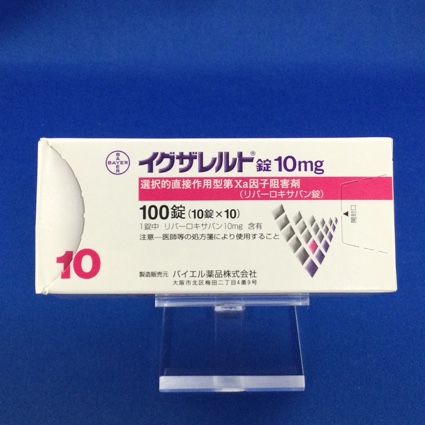 BAYER
BAYER
イグザレルト®錠10mg
選択的直接作用型第Xa因子阻害剤
(リバーロキサバン錠)
100錠(10錠×10)
1錠中 リバーロキサバン10mg 含有
注意―医師等の処方箋により使用すること
開封口
10
製造販売元 バイエル薬品株式会社
大阪市北区梅田二丁目4番9号